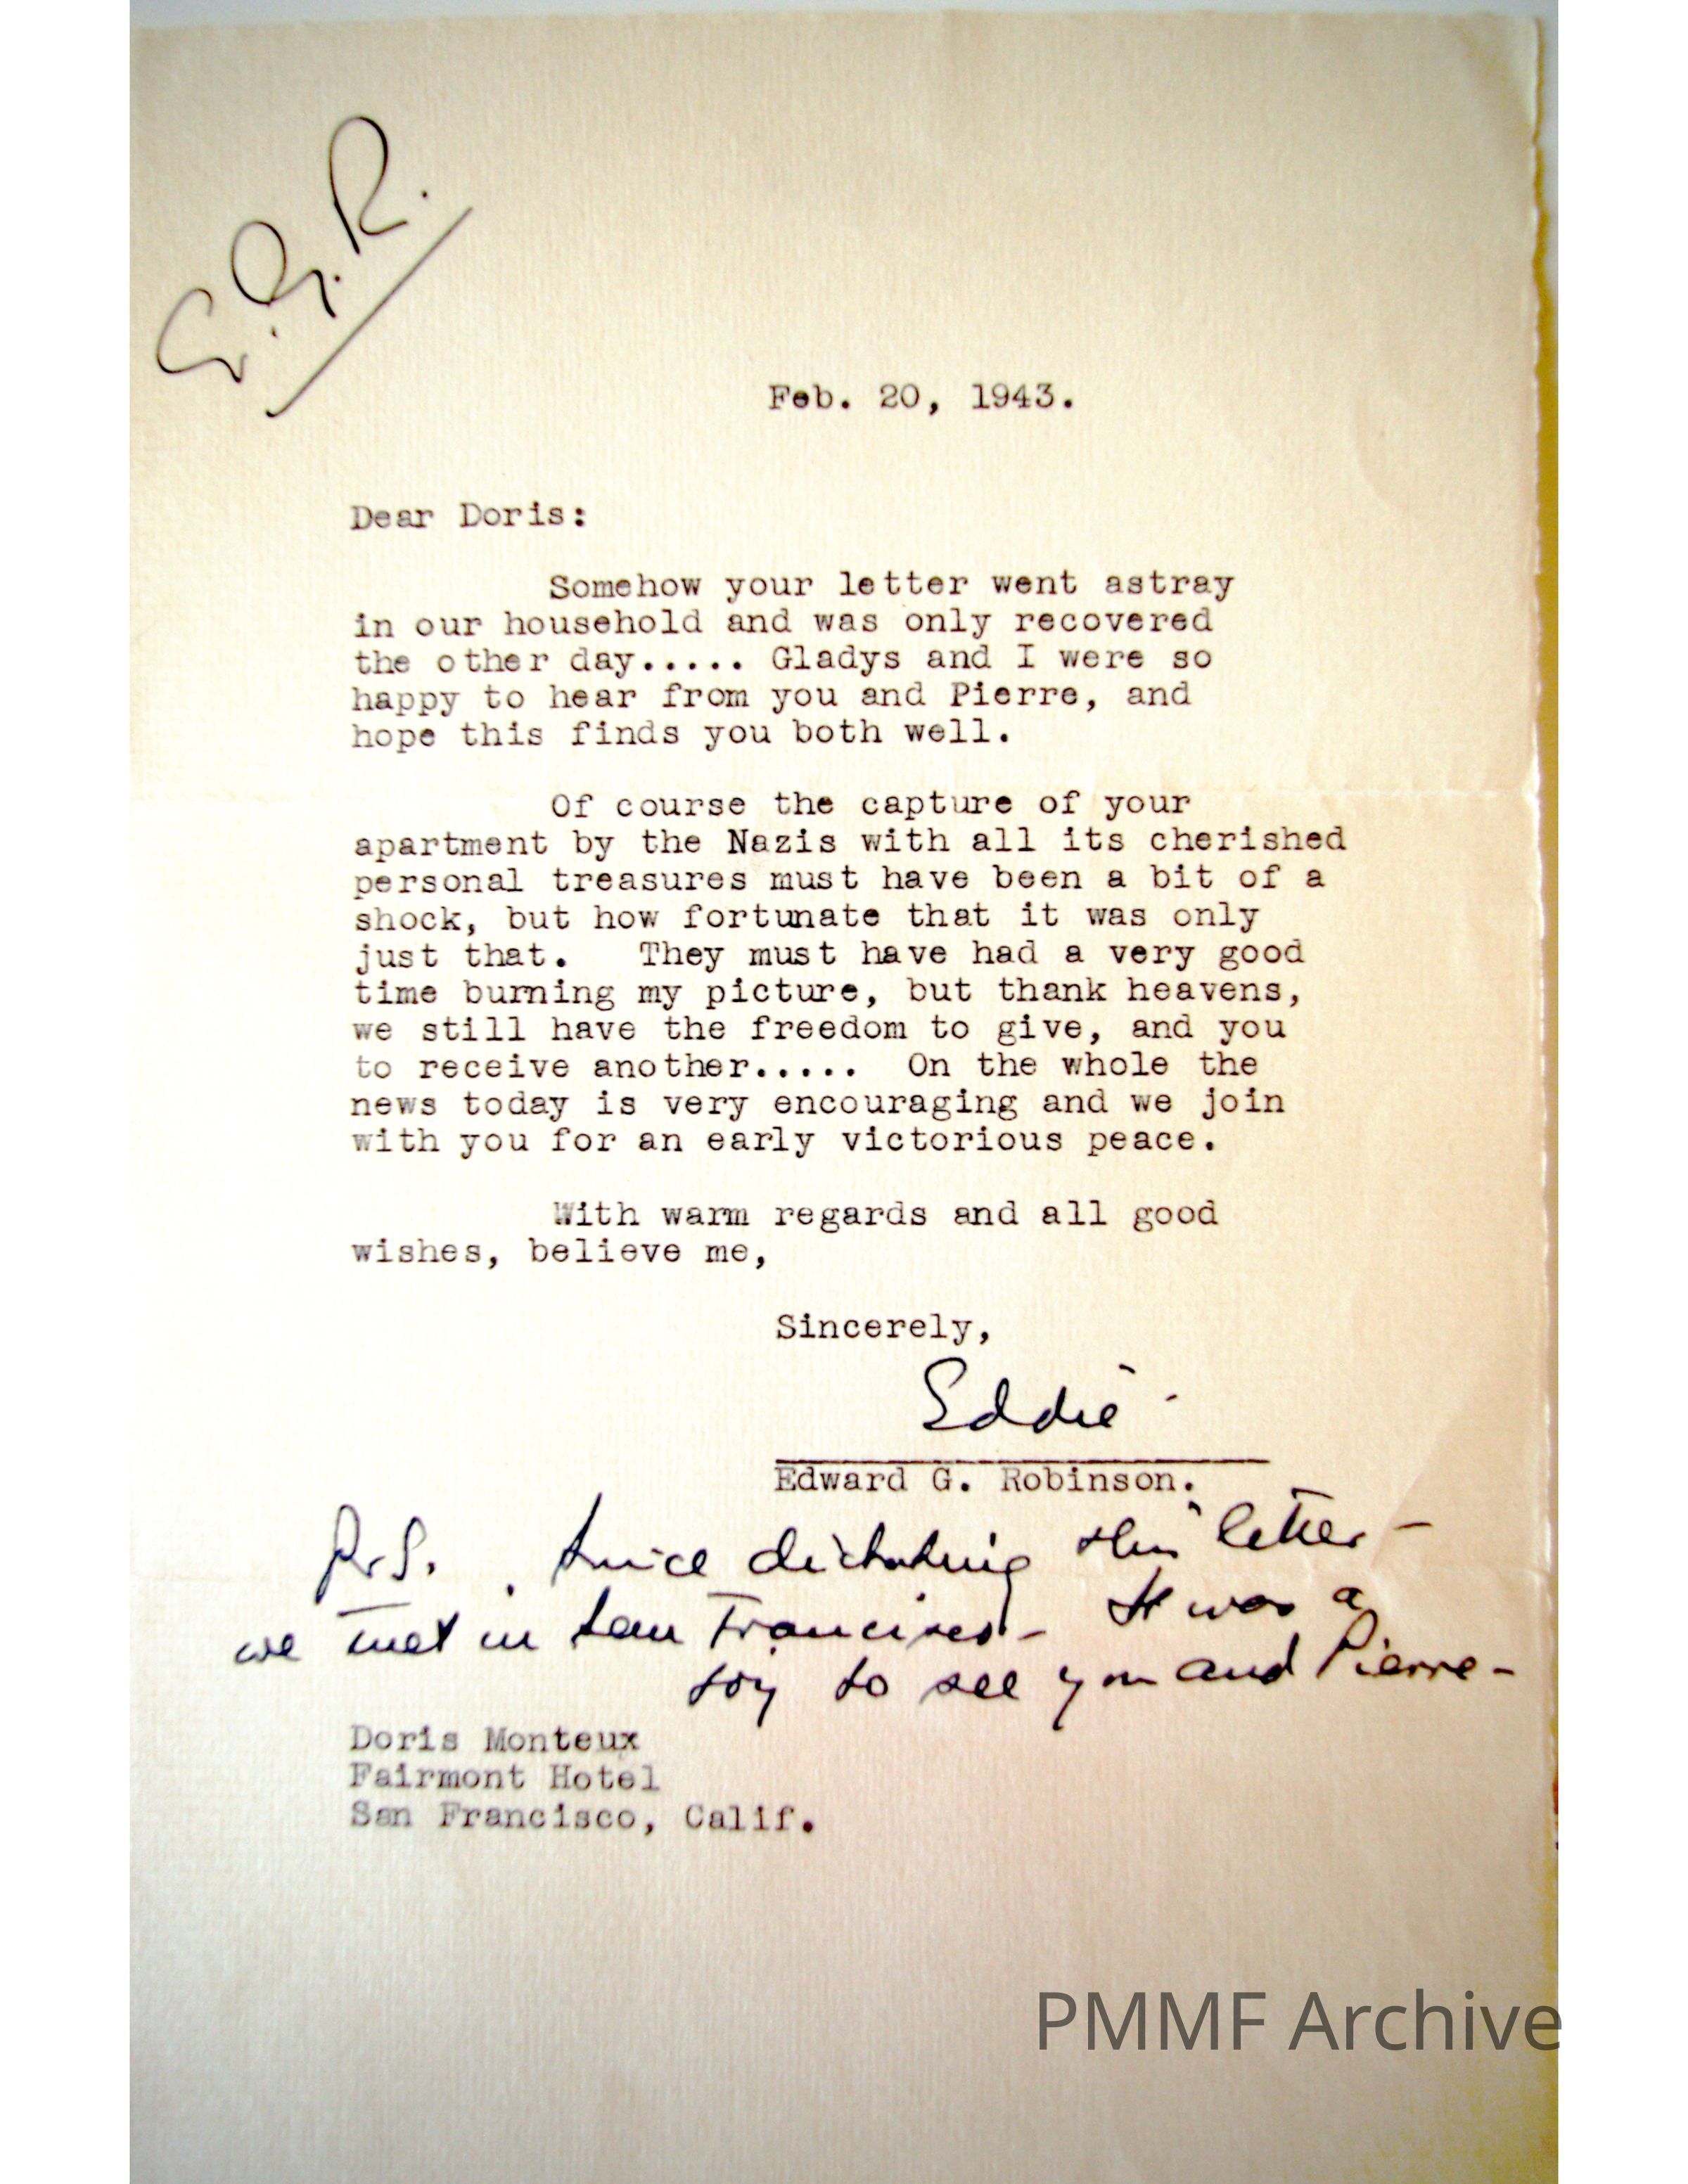 E.G.R.
Feb. 20, 1943.
Dear Doris:
Somehow your letter went astray
in our household and was only recovered
the other day..... Gladys and I were so
happy to hear from you and Pierre, and
hope this finds you both well.
Of course the capture of your
apartment by the Nazis with all its cherished
personal treasures must have been a bit of a
shock, but how fortunate that it was only
just that. They must have had a very good
time burning my picture, but thank heavens,
we still have the freedom to give, and you
to receive another..... On the whole the
news today is very encouraging and we join
with you for an early victorious peace.
With warm regards and all good
wishes, believe me,
Sincerely,
Eddie
Edward G. Robinson.
P.S. since dictating this letter -
we met in San Francisco - It was a
joy to see you and Pierre -
Doris Monteux
Fairmont Hotel
San Francisco, Calif.
PMMF Archive